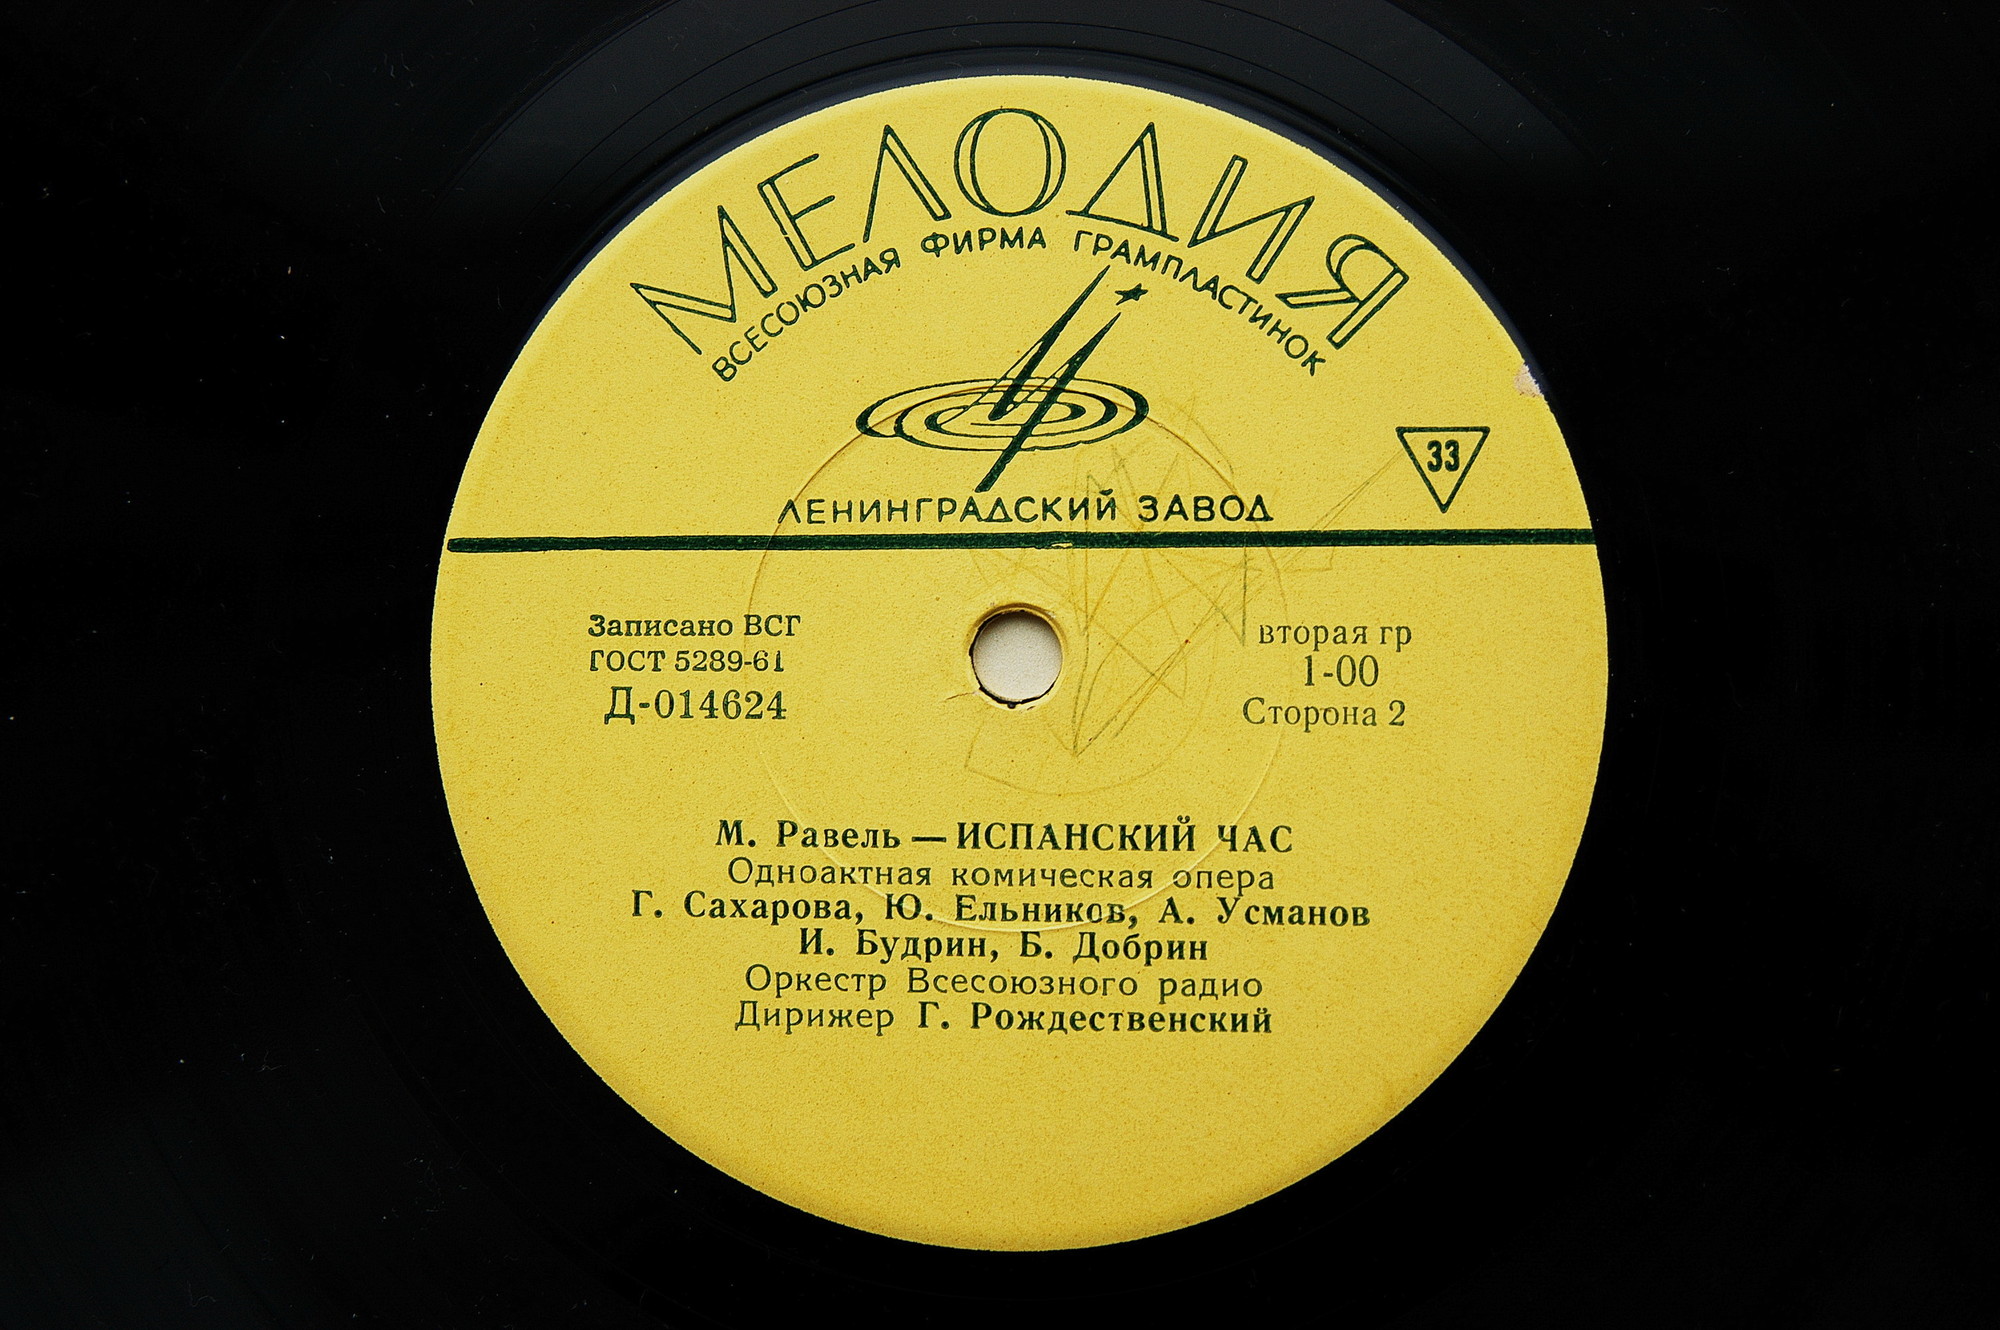 МЕЛОДИЯ
ВСЕСОЮЗНАЯ ФИРМА ГРАМПЛАСТИНОК
33
ЛЕНИНГРАДСКИЙ ЗАВОД
Записано ВСГ
ГОСТ 5289-61
Д-014624
вторая гр
1-00
Сторона 2
М. Равель — ИСПАНСКИЙ ЧАС
Одноактная комическая опера
Г. Сахарова, Ю. Ельников, А. Усманов
И. Будрин, Б. Добрин
Оркестр Всесоюзного радио
Дирижер Г. Рождественский